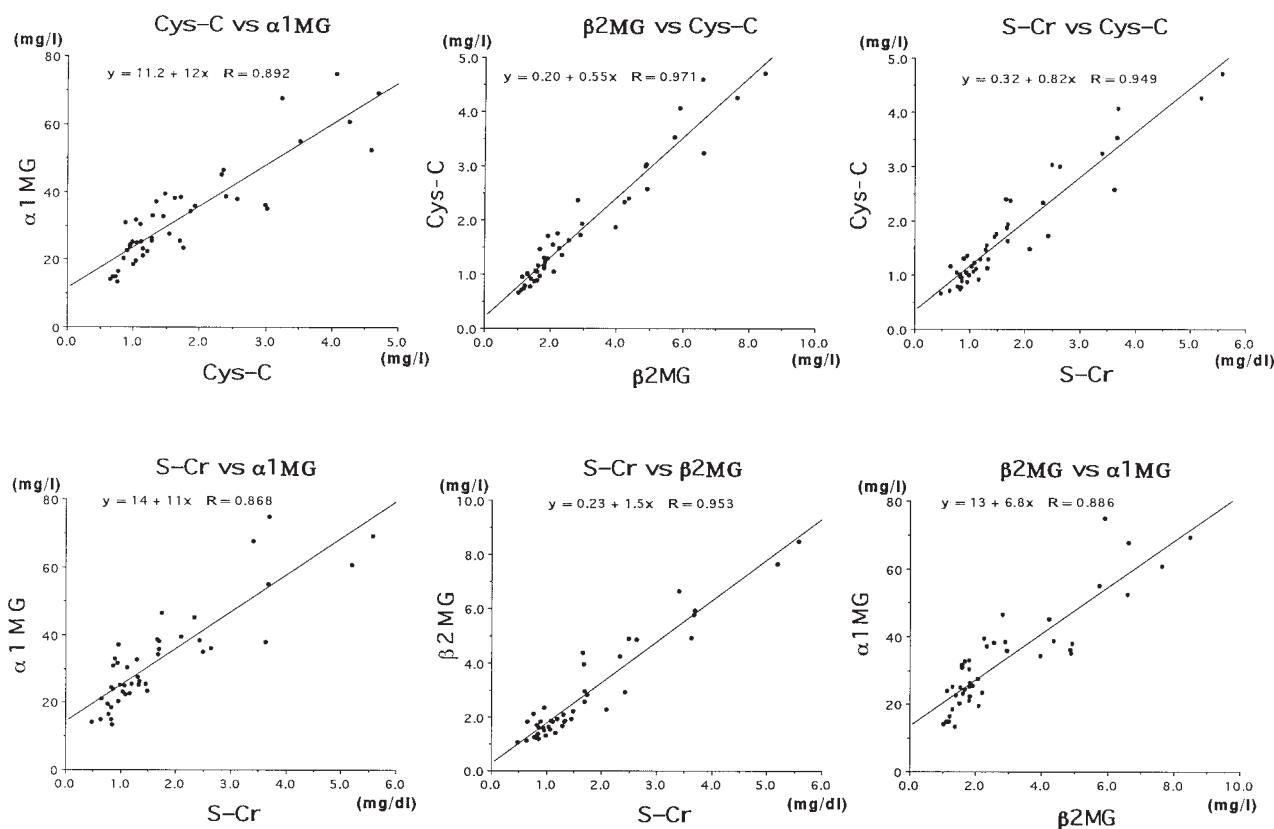 Cys-C vs α1MG
(mg/l)
80
y = 11.2 + 12x R = 0.892
60
α1MG
40
20
0
0.0 1.0 2.0 3.0 4.0 5.0
(mg/l)
Cys-C
β2MG vs Cys-C
(mg/l)
5.0
y = 0.20 + 0.55x R = 0.971
4.0
Cys-C
3.0
2.0
1.0
0.0
0.0 2.0 4.0 6.0 8.0 10.0
(mg/l)
β2MG
S-Cr vs Cys-C
(mg/l)
5.0
y = 0.32 + 0.82x R = 0.949
4.0
Cys-C
3.0
2.0
1.0
0.0
0.0 1.0 2.0 3.0 4.0 5.0 6.0
(mg/dl)
S-Cr
S-Cr vs α1MG
(mg/l)
80
y = 14 + 11x R = 0.868
60
α1MG
40
20
0
0.0 1.0 2.0 3.0 4.0 5.0 6.0
(mg/dl)
S-Cr
S-Cr vs β2MG
(mg/l)
10.0
y = 0.23 + 1.5x R = 0.953
8.0
β2MG
6.0
4.0
2.0
0.0
0.0 1.0 2.0 3.0 4.0 5.0 6.0
(mg/dl)
S-Cr
β2MG vs α1MG
(mg/l)
80
y = 13 + 6.8x R = 0.886
60
α1MG
40
20
0
0.0 2.0 4.0 6.0 8.0 10.0
(mg/l)
β2MG